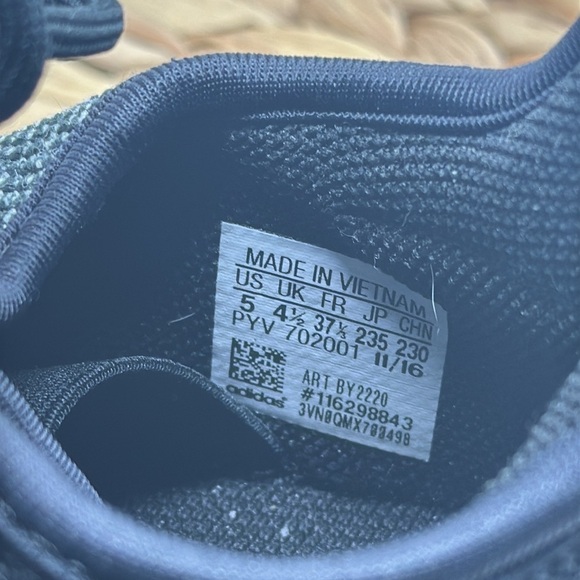 MADE IN VIETNAM
US UK FR JP CHN
5 4½ 37⅓ 235 230
PYV 702001 11/16
ART BY2220
#116298843
adidas